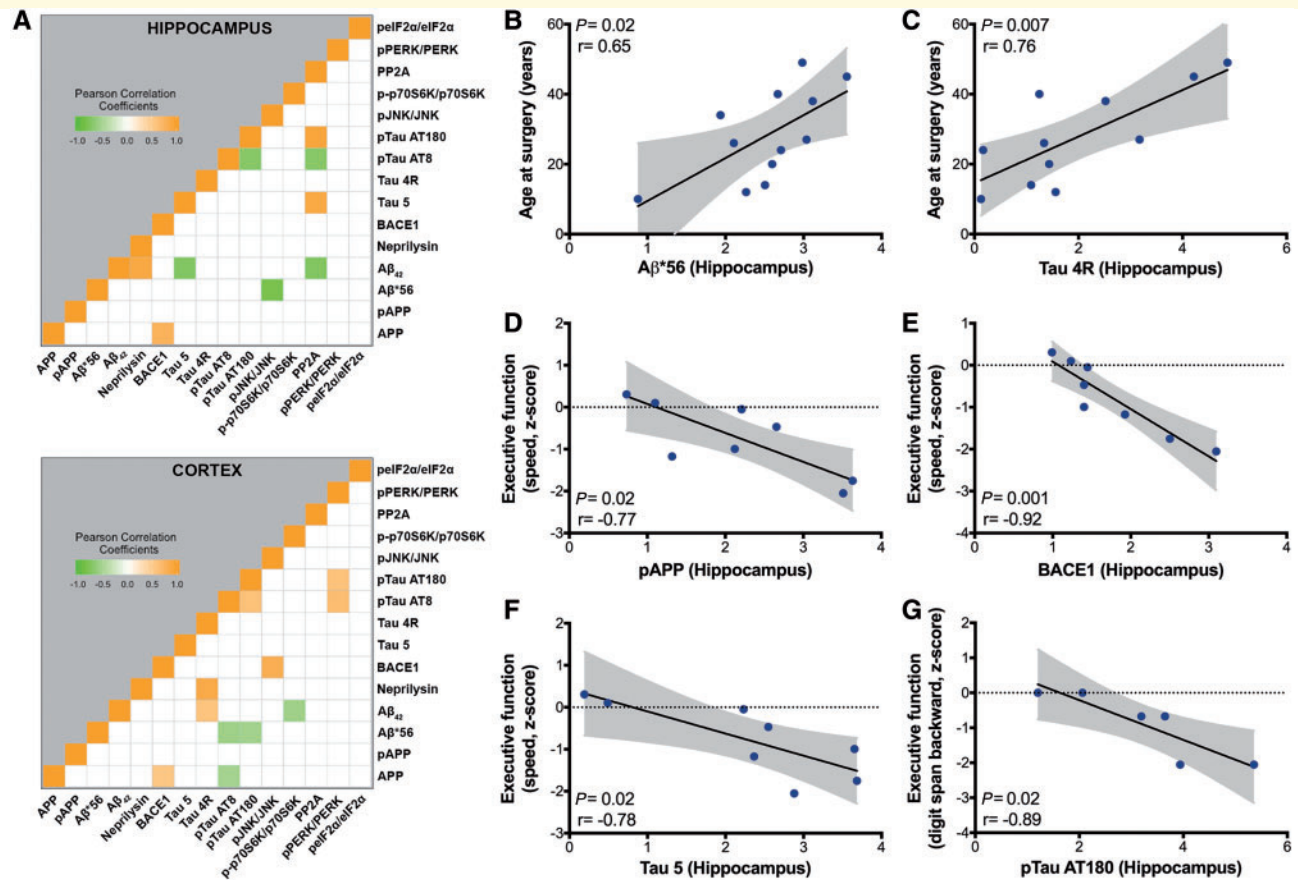 A
HIPPOCAMPUS
Pearson Correlation
Coefficients
-1.0 -0.5 0.0 0.5 1.0
peIF2α/eIF2α
pPERK/PERK
PP2A
p-p70S6K/p70S6K
pJNK/JNK
pTau AT180
pTau AT8
Tau 4R
Tau 5
BACE1
Neprilysin
Aβ42
Aβ*56
pAPP
APP
APP
pAPP
Aβ*56
Aβ42
Neprilysin
BACE1
Tau 5
Tau 4R
pTau AT8
pTau AT180
pJNK/JNK
p-p70S6K/p70S6K
PP2A
pPERK/PERK
peIF2α/eIF2α
CORTEX
Pearson Correlation
Coefficients
-1.0 -0.5 0.0 0.5 1.0
peIF2α/eIF2α
pPERK/PERK
PP2A
p-p70S6K/p70S6K
pJNK/JNK
pTau AT180
pTau AT8
Tau 4R
Tau 5
BACE1
Neprilysin
Aβ42
Aβ*56
pAPP
APP
APP
pAPP
Aβ*56
Aβ42
Neprilysin
BACE1
Tau 5
Tau 4R
pTau AT8
pTau AT180
pJNK/JNK
p-p70S6K/p70S6K
PP2A
pPERK/PERK
peIF2α/eIF2α
B
P= 0.02
r= 0.65
Age at surgery (years)
60
40
20
0
0 1 2 3 4
Aβ*56 (Hippocampus)
C
P= 0.007
r= 0.76
Age at surgery (years)
60
40
20
0
0 2 4 6
Tau 4R (Hippocampus)
D
Executive function
(speed, z-score)
2
1
0
-1
-2
-3
P= 0.02
r= -0.77
0 1 2 3 4
pAPP (Hippocampus)
E
Executive function
(speed, z-score)
1
0
-1
-2
-3
-4
P= 0.001
r= -0.92
0 1 2 3 4
BACE1 (Hippocampus)
F
Executive function
(speed, z-score)
2
1
0
-1
-2
-3
P= 0.02
r= -0.78
0 1 2 3 4
Tau 5 (Hippocampus)
G
Executive function
(digit span backward, z-score)
2
1
0
-1
-2
-3
-4
P= 0.02
r= -0.89
0 2 4 6
pTau AT180 (Hippocampus)